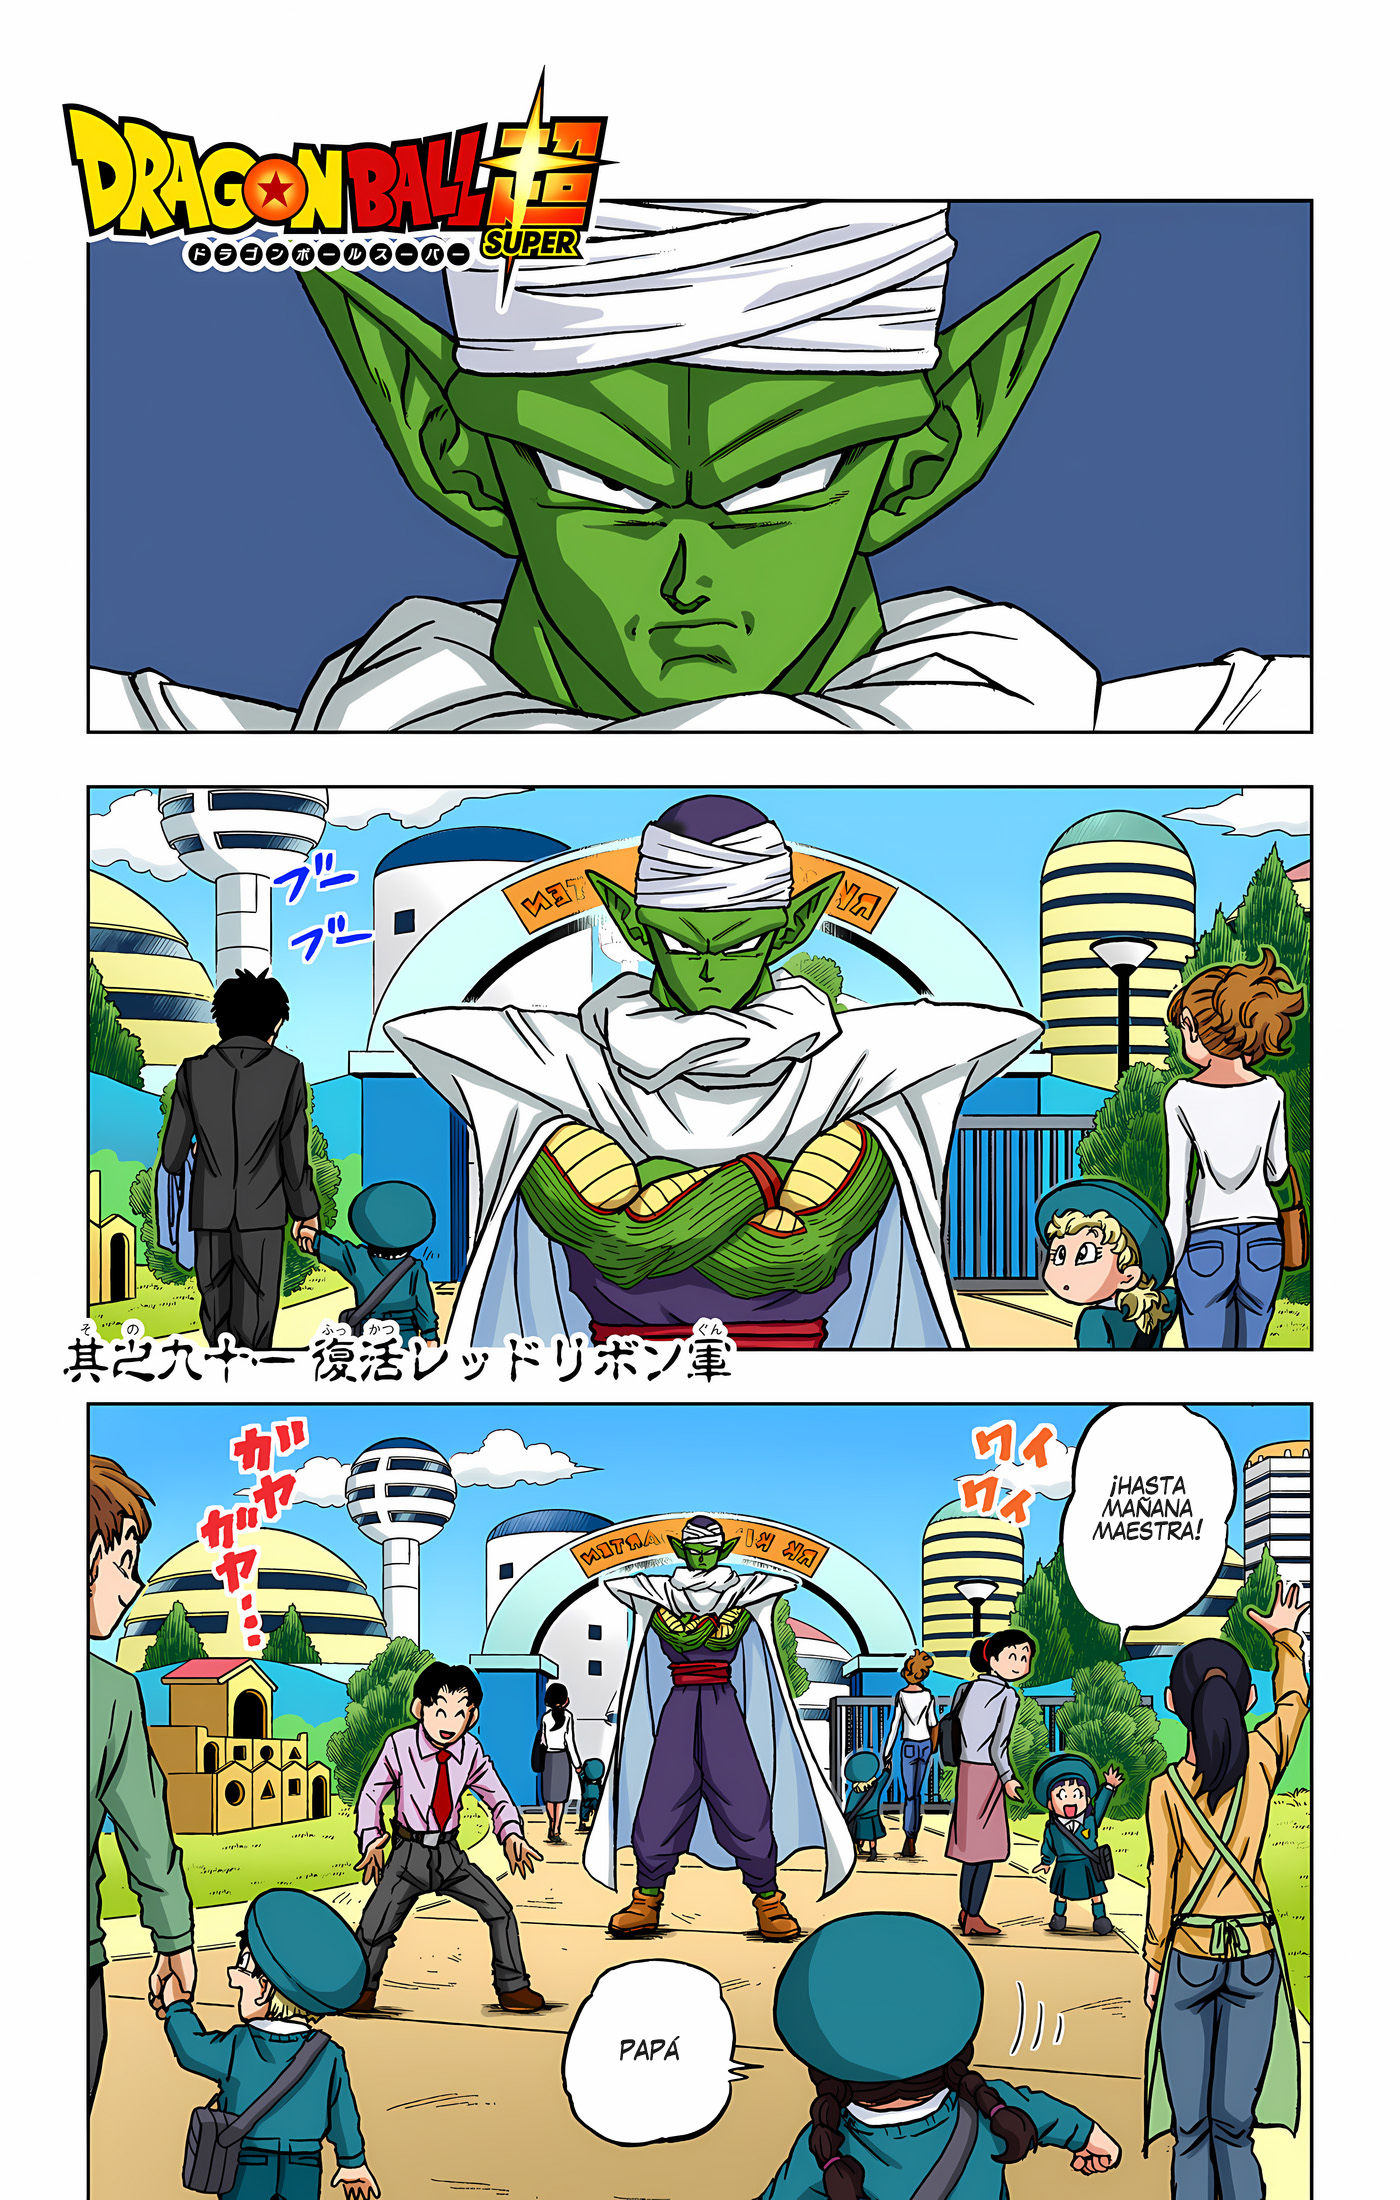 DRAGON BALL 超
SUPER
ドラゴンボールスーパー
ブー
ブー
其之九十一 復活レッドリボン軍
ガヤ
ガヤ…
ワイ
ワイ
¡HASTA
MAÑANA
MAESTRA!
PAPÁ